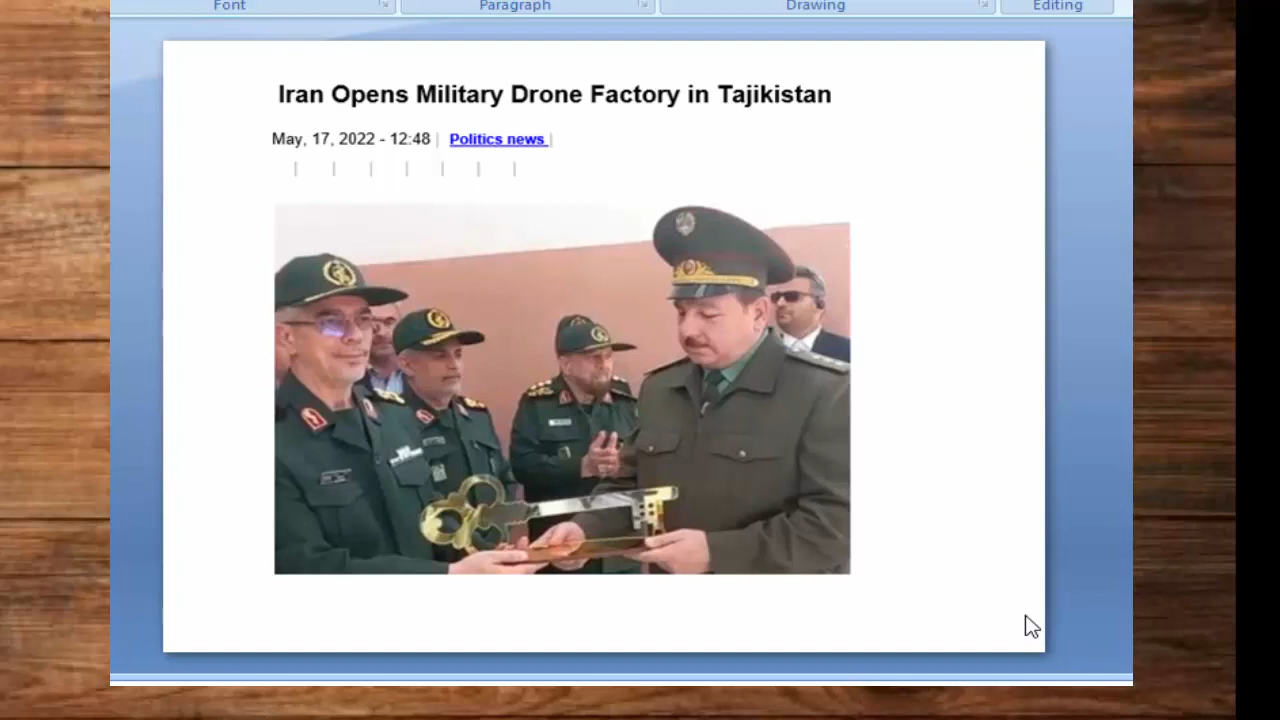 Font Paragraph Drawing Editing
Iran Opens Military Drone Factory in Tajikistan
May, 17, 2022 - 12:48 | Politics news |
| | | | | | |